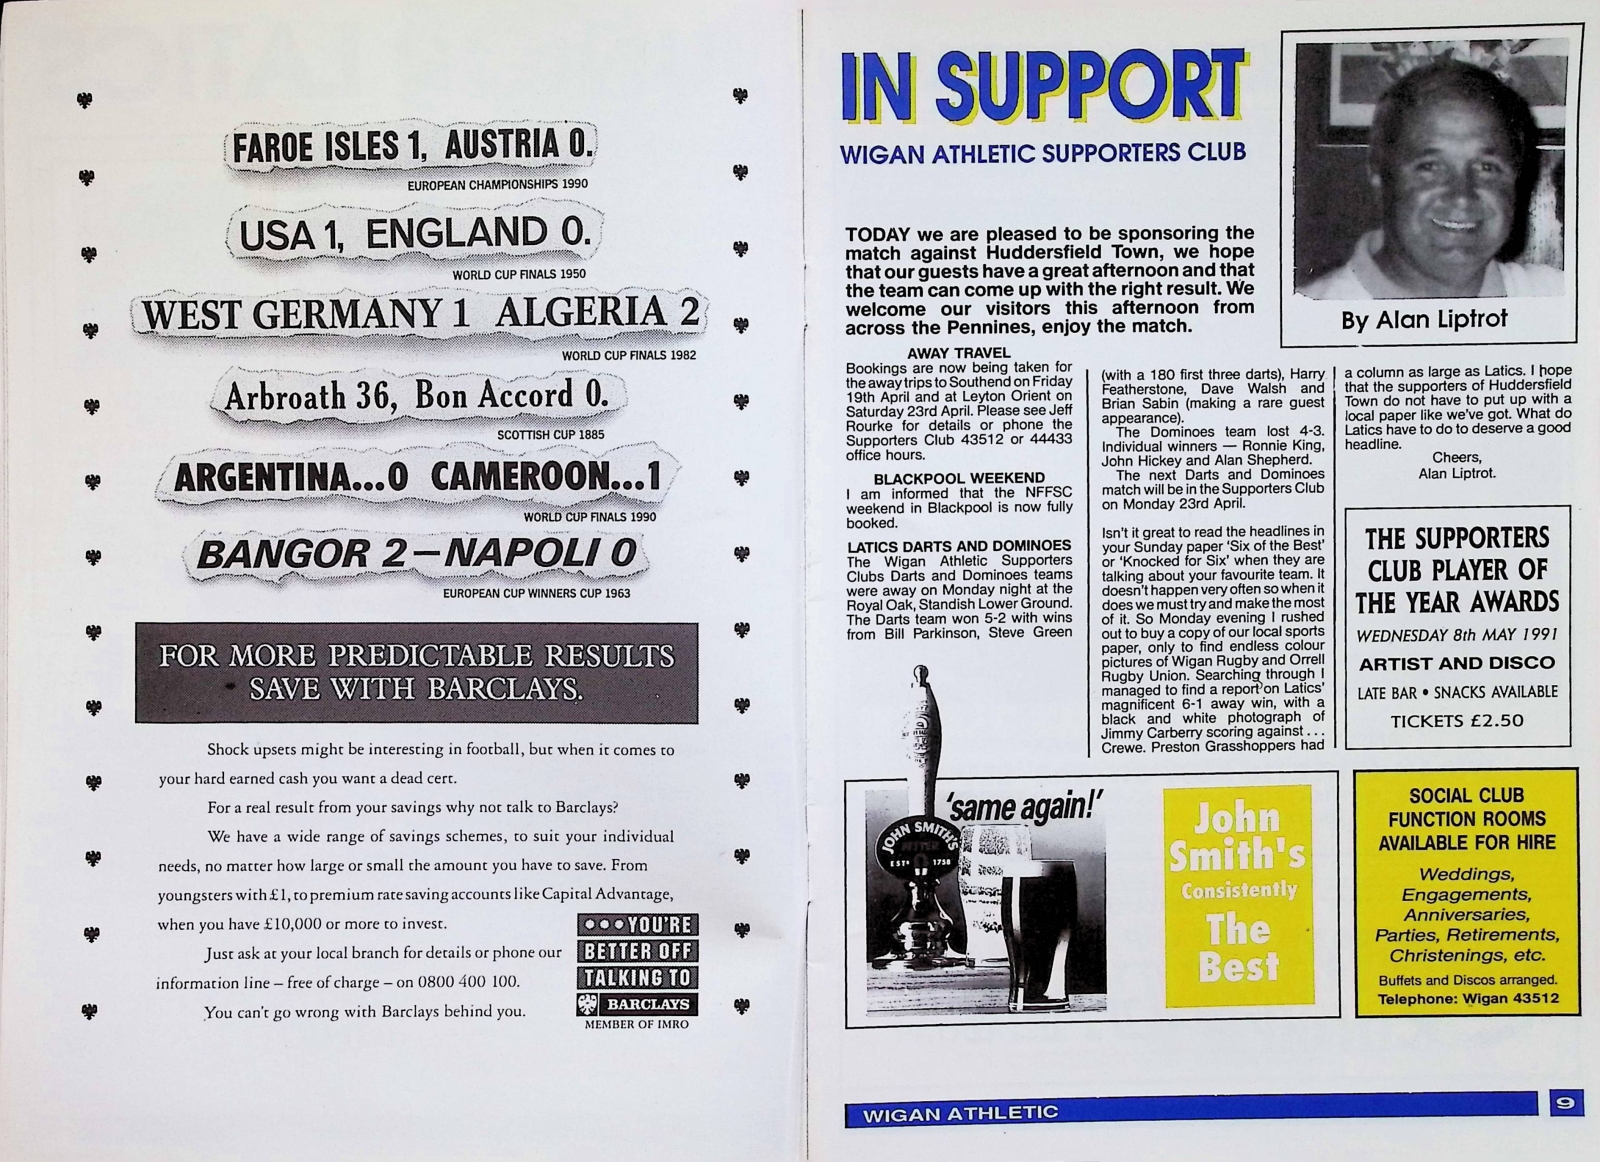 FAROE ISLES 1, AUSTRIA 0.
EUROPEAN CHAMPIONSHIPS 1990
USA 1, ENGLAND 0.
WORLD CUP FINALS 1950
WEST GERMANY 1 ALGERIA 2
WORLD CUP FINALS 1982
Arbroath 36, Bon Accord 0.
SCOTTISH CUP 1885
ARGENTINA...0 CAMEROON...1
WORLD CUP FINALS 1990
BANGOR 2 – NAPOLI 0
EUROPEAN CUP WINNERS CUP 1963
FOR MORE PREDICTABLE RESULTS
SAVE WITH BARCLAYS.
Shock upsets might be interesting in football, but when it comes to
your hard earned cash you want a dead cert.
For a real result from your savings why not talk to Barclays?
We have a wide range of savings schemes, to suit your individual
needs, no matter how large or small the amount you have to save. From
youngsters with £1, to premium rate saving accounts like Capital Advantage,
when you have £10,000 or more to invest.
Just ask at your local branch for details or phone our
information line – free of charge – on 0800 400 100.
You can't go wrong with Barclays behind you.
YOU'RE
BETTER OFF
TALKING TO
BARCLAYS
MEMBER OF IMRO
IN SUPPORT
WIGAN ATHLETIC SUPPORTERS CLUB
By Alan Liptrot
TODAY we are pleased to be sponsoring the
match against Huddersfield Town, we hope
that our guests have a great afternoon and that
the team can come up with the right result. We
welcome our visitors this afternoon from
across the Pennines, enjoy the match.
AWAY TRAVEL
Bookings are now being taken for
the away trips to Southend on Friday
19th April and at Leyton Orient on
Saturday 23rd April. Please see Jeff
Rourke for details or phone the
Supporters Club 43512 or 44433
office hours.
BLACKPOOL WEEKEND
I am informed that the NFFSC
weekend in Blackpool is now fully
booked.
LATICS DARTS AND DOMINOES
The Wigan Athletic Supporters
Clubs Darts and Dominoes teams
were away on Monday night at the
Royal Oak, Standish Lower Ground.
The Darts team won 5-2 with wins
from Bill Parkinson, Steve Green
(with a 180 first three darts), Harry
Featherstone, Dave Walsh and
Brian Sabin (making a rare guest
appearance).
The Dominoes team lost 4-3.
Individual winners — Ronnie King,
John Hickey and Alan Shepherd.
The next Darts and Dominoes
match will be in the Supporters Club
on Monday 23rd April.
Isn't it great to read the headlines in
your Sunday paper 'Six of the Best'
or 'Knocked for Six' when they are
talking about your favourite team. It
doesn't happen very often so when it
does we must try and make the most
of it. So Monday evening I rushed
out to buy a copy of our local sports
paper, only to find endless colour
pictures of Wigan Rugby and Orrell
Rugby Union. Searching through I
managed to find a report on Latics'
magnificent 6-1 away win, with a
black and white photograph of
Jimmy Carberry scoring against . . .
Crewe. Preston Grasshoppers had
a column as large as Latics. I hope
that the supporters of Huddersfield
Town do not have to put up with a
local paper like we've got. What do
Latics have to do to deserve a good
headline.
Cheers,
Alan Liptrot.
THE SUPPORTERS
CLUB PLAYER OF
THE YEAR AWARDS
WEDNESDAY 8th MAY 1991
ARTIST AND DISCO
LATE BAR • SNACKS AVAILABLE
TICKETS £2.50
'same again!'
JOHN SMITH'S
BITTER
ESTD 1758
John
Smith's
Consistently
The
Best
SOCIAL CLUB
FUNCTION ROOMS
AVAILABLE FOR HIRE
Weddings,
Engagements,
Anniversaries,
Parties, Retirements,
Christenings, etc.
Buffets and Discos arranged.
Telephone: Wigan 43512
WIGAN ATHLETIC
9